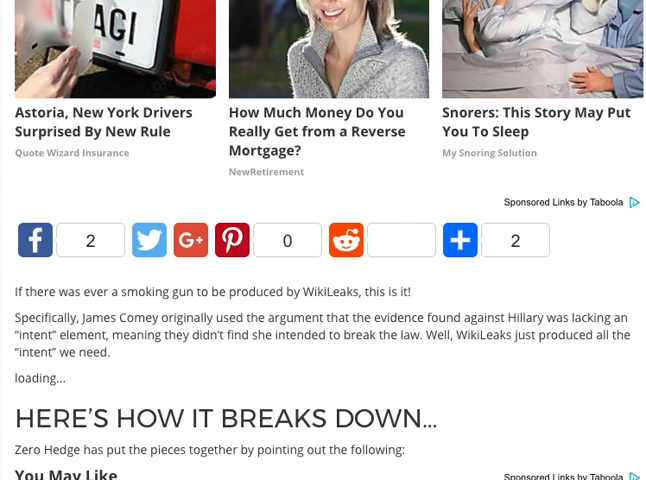 AGI
Astoria, New York Drivers
Surprised By New Rule
Quote Wizard Insurance
How Much Money Do You
Really Get from a Reverse
Mortgage?
NewRetirement
Snorers: This Story May Put
You To Sleep
My Snoring Solution
Sponsored Links by Taboola
f 2 G+ 0 + 2
If there was ever a smoking gun to be produced by WikiLeaks, this is it!
Specifically, James Comey originally used the argument that the evidence found against Hillary was lacking an
“intent” element, meaning they didn’t find she intended to break the law. Well, WikiLeaks just produced all the
“intent” we need.
loading...
HERE’S HOW IT BREAKS DOWN...
Zero Hedge has put the pieces together by pointing out the following:
You May Like
Sponsored Links by Taboola